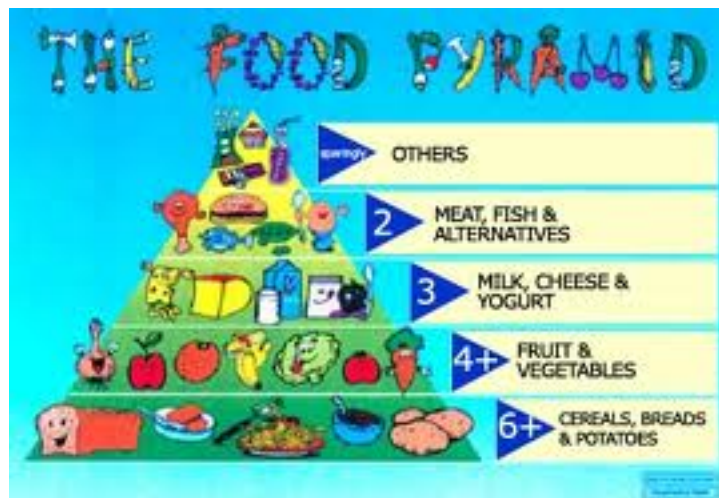 THE FOOD PYRAMID
sparingly
OTHERS
2
MEAT, FISH &
ALTERNATIVES
3
MILK, CHEESE &
YOGURT
4+
FRUIT &
VEGETABLES
6+
CEREALS, BREADS
& POTATOES